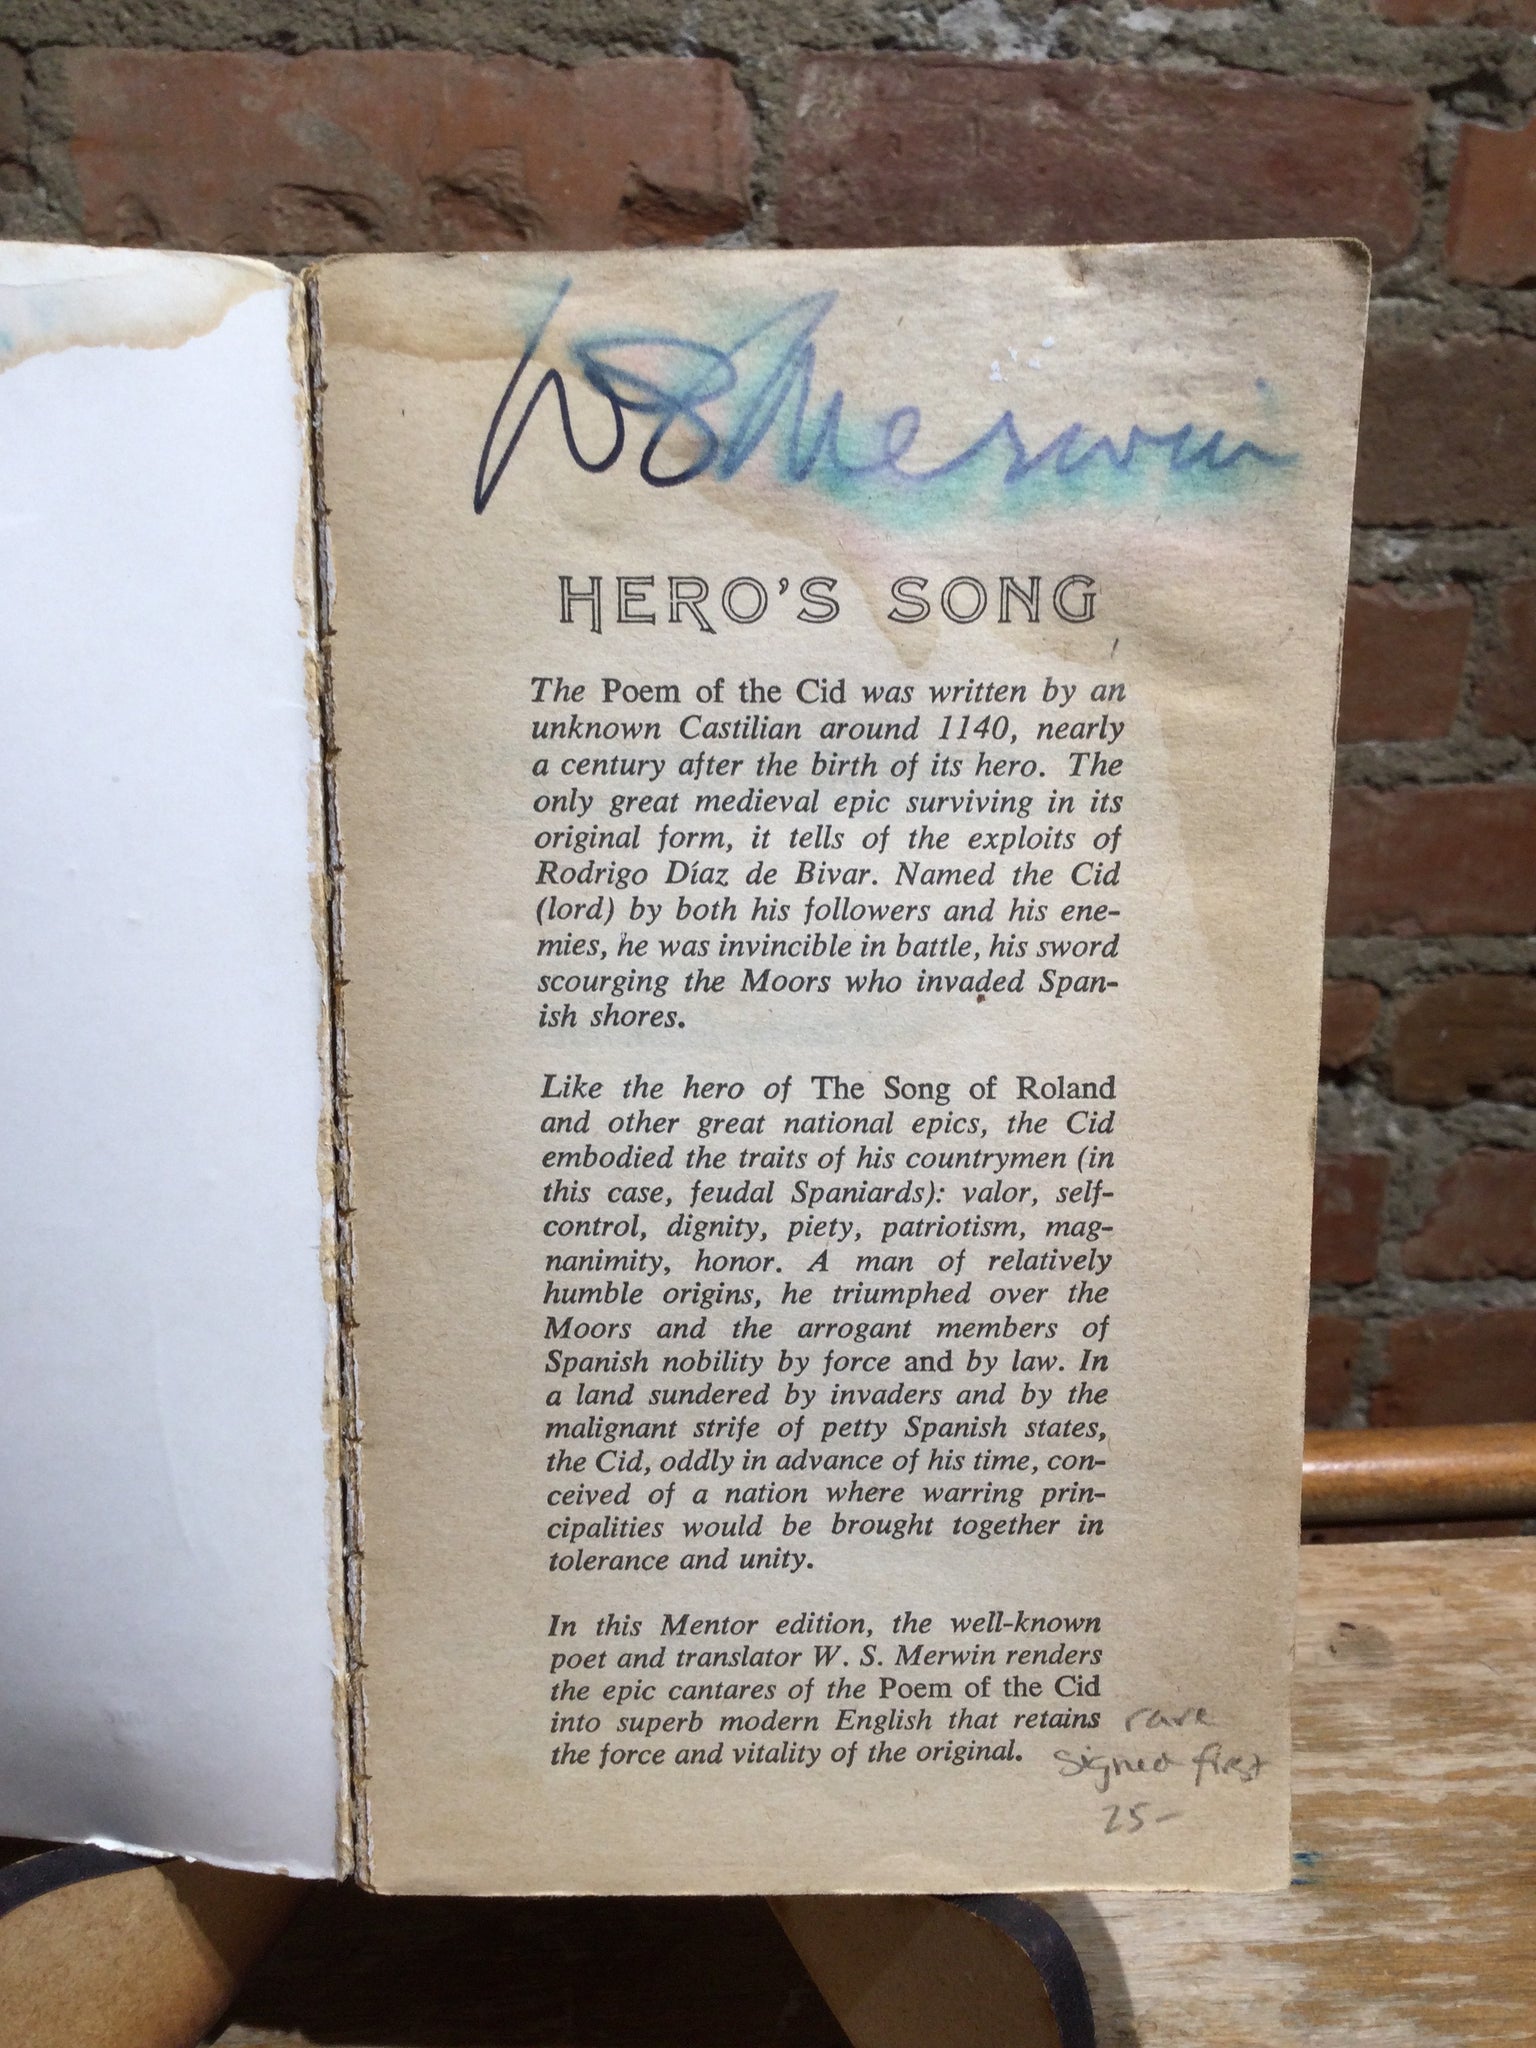 WS Merwin
HERO'S SONG
The Poem of the Cid was written by an
unknown Castilian around 1140, nearly
a century after the birth of its hero. The
only great medieval epic surviving in its
original form, it tells of the exploits of
Rodrigo Díaz de Bivar. Named the Cid
(lord) by both his followers and his ene-
mies, he was invincible in battle, his sword
scourging the Moors who invaded Span-
ish shores.
Like the hero of The Song of Roland
and other great national epics, the Cid
embodied the traits of his countrymen (in
this case, feudal Spaniards): valor, self-
control, dignity, piety, patriotism, mag-
nanimity, honor. A man of relatively
humble origins, he triumphed over the
Moors and the arrogant members of
Spanish nobility by force and by law. In
a land sundered by invaders and by the
malignant strife of petty Spanish states,
the Cid, oddly in advance of his time, con-
ceived of a nation where warring prin-
cipalities would be brought together in
tolerance and unity.
In this Mentor edition, the well-known
poet and translator W. S. Merwin renders
the epic cantares of the Poem of the Cid
into superb modern English that retains
the force and vitality of the original.
rare
signed first
25-